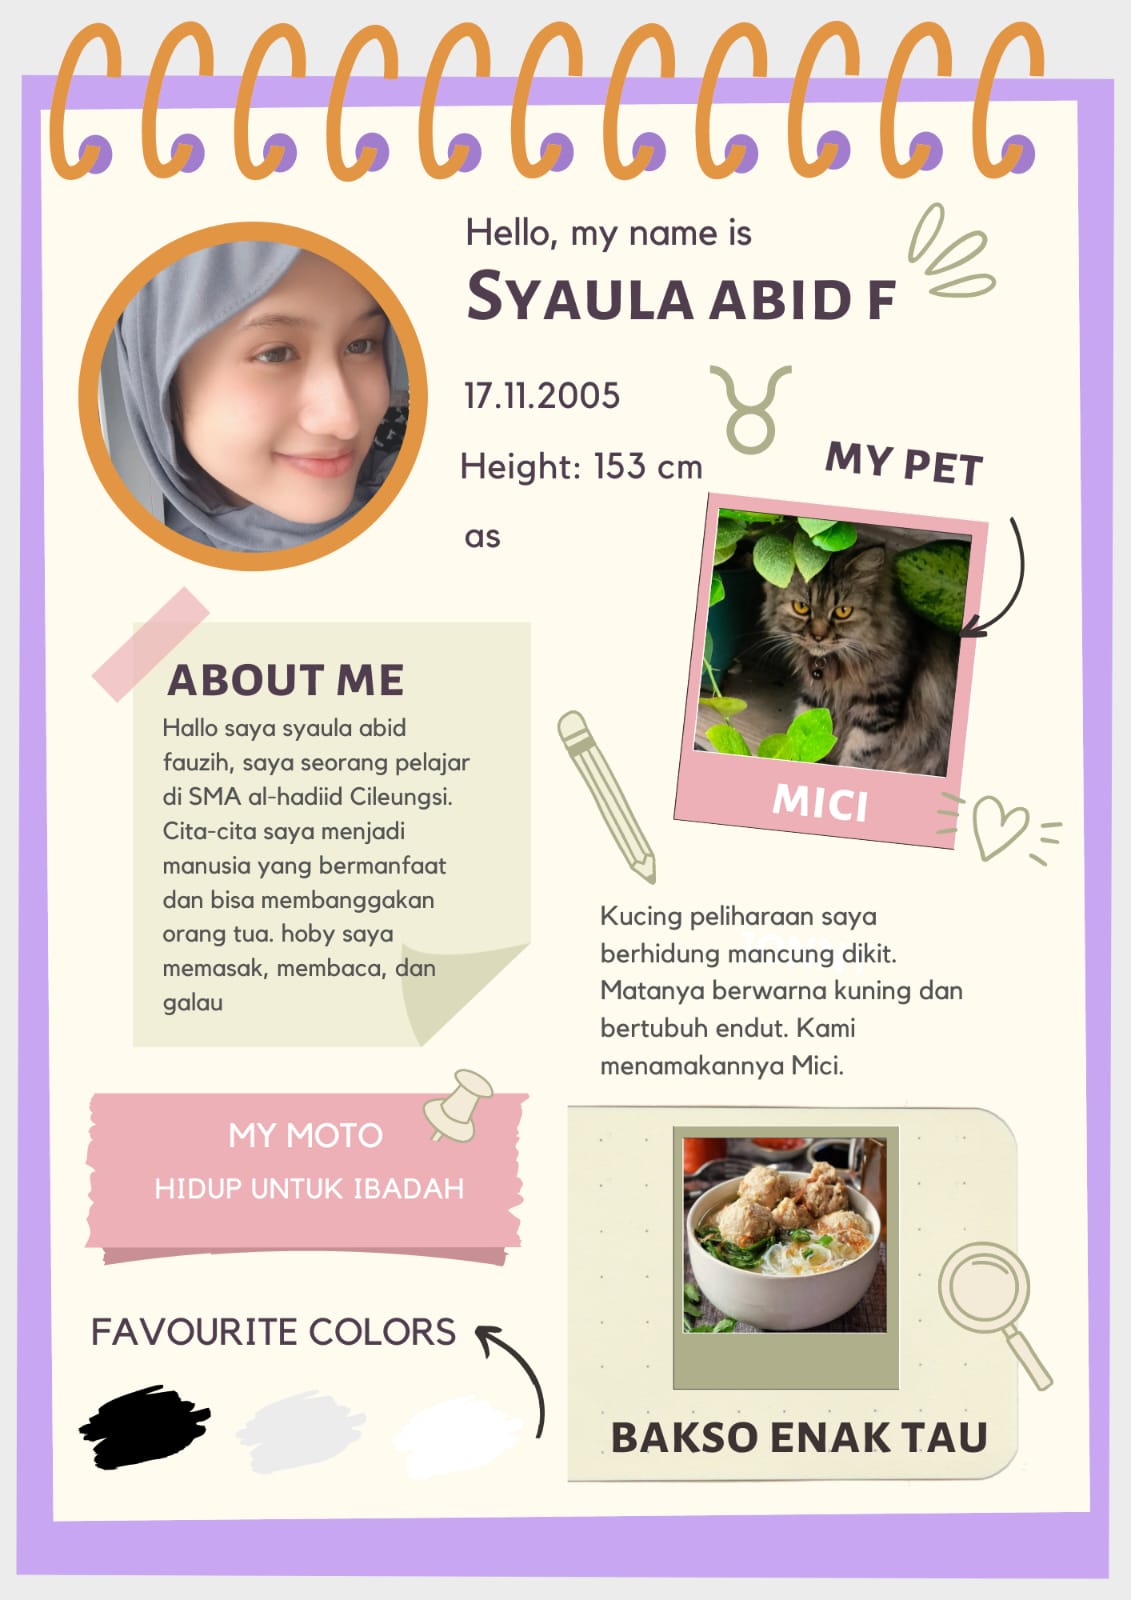 Hello, my name is
SYAULA ABID F
17.11.2005
Height: 153 cm
as
MY PET
MICI
ABOUT ME
Hallo saya syaula abid
fauzih, saya seorang pelajar
di SMA al-hadiid Cileungsi.
Cita-cita saya menjadi
manusia yang bermanfaat
dan bisa membanggakan
orang tua. hoby saya
memasak, membaca, dan
galau
Kucing peliharaan saya
berhidung mancung dikit.
Matanya berwarna kuning dan
bertubuh endut. Kami
menamakannya Mici.
MY MOTO
HIDUP UNTUK IBADAH
FAVOURITE COLORS
BAKSO ENAK TAU